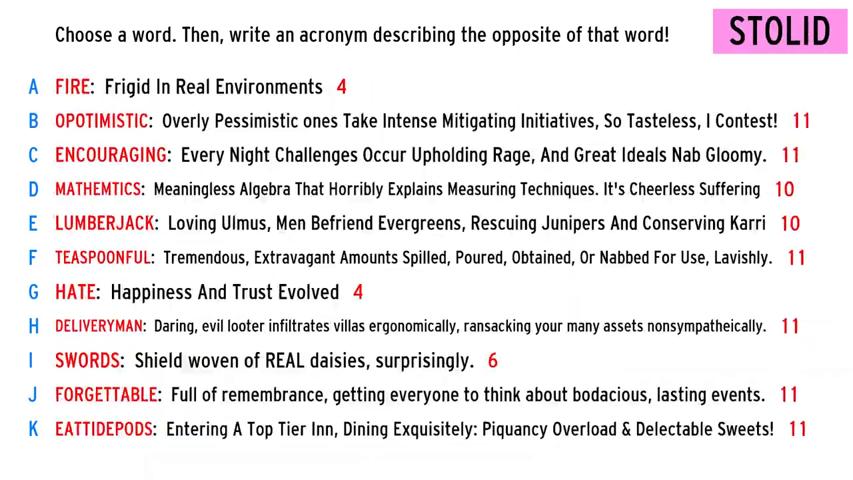 Choose a word. Then, write an acronym describing the opposite of that word!
STOLID
A FIRE: Frigid In Real Environments 4
B OPOTIMISTIC: Overly Pessimistic ones Take Intense Mitigating Initiatives, So Tasteless, I Contest! 11
C ENCOURAGING: Every Night Challenges Occur Upholding Rage, And Great Ideals Nab Gloomy. 11
D MATHEMTICS: Meaningless Algebra That Horribly Explains Measuring Techniques. It's Cheerless Suffering 10
E LUMBERJACK: Loving Ulmus, Men Befriend Evergreens, Rescuing Junipers And Conserving Karri 10
F TEASPOONFUL: Tremendous, Extravagant Amounts Spilled, Poured, Obtained, Or Nabbed For Use, Lavishly. 11
G HATE: Happiness And Trust Evolved 4
H DELIVERYMAN: Daring, evil looter infiltrates villas ergonomically, ransacking your many assets nonsympatheically. 11
I SWORDS: Shield woven of REAL daisies, surprisingly. 6
J FORGETTABLE: Full of remembrance, getting everyone to think about bodacious, lasting events. 11
K EATTIDEPODS: Entering A Top Tier Inn, Dining Exquisitely: Piquancy Overload & Delectable Sweets! 11